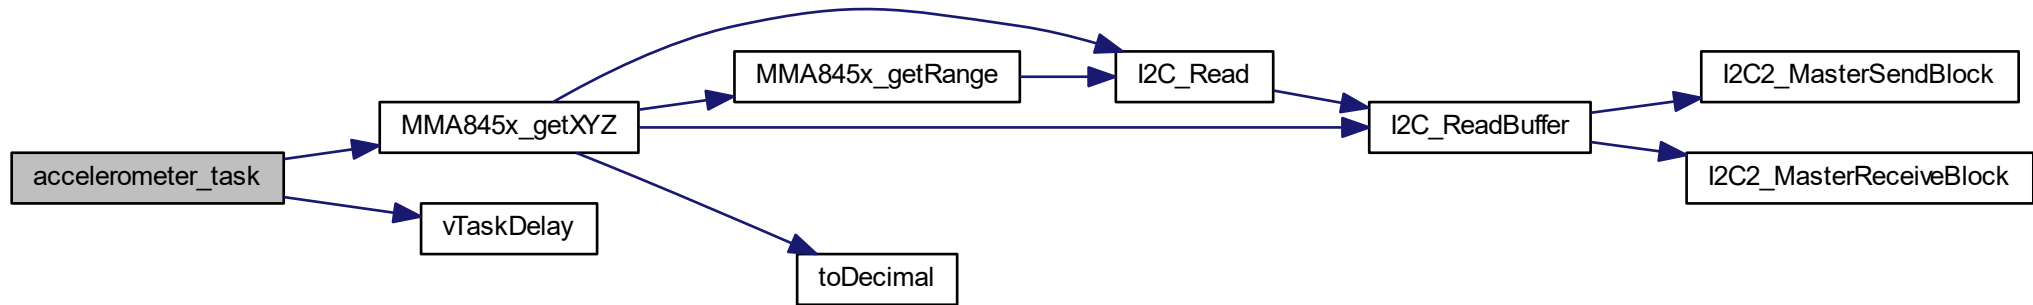 accelerometer_task
MMA845x_getXYZ
vTaskDelay
MMA845x_getRange
toDecimal
I2C_Read
I2C_ReadBuffer
I2C2_MasterSendBlock
I2C2_MasterReceiveBlock